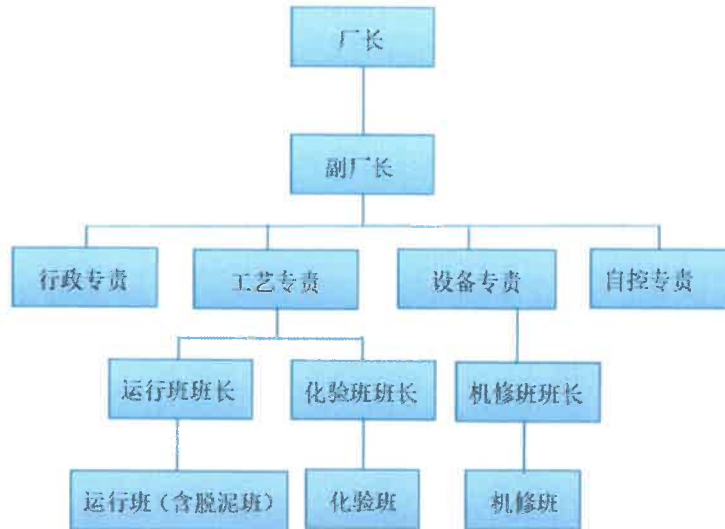 厂长
副厂长
行政专责
工艺专责
设备专责
自控专责
运行班班长
化验班班长
机修班班长
运行班（含脱泥班）
化验班
机修班